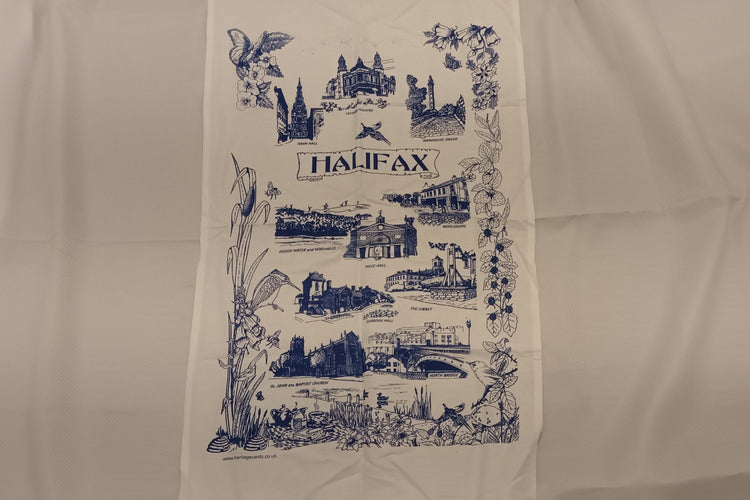 TOWN HALL
WAINHOUSE TOWER
HALIFAX
WOOLSHOPS
OGDEN WATER and WINDMILLS
PIECE HALL
THE GIBBET
SHIBDEN HALL
St. JOHN the BAPTIST CHURCH
NORTH BRIDGE
www.heritagecards.co.uk